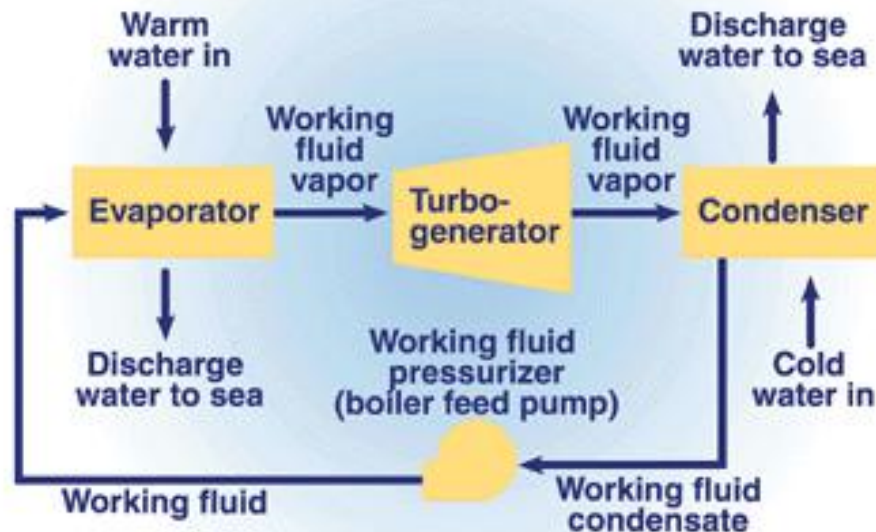 Warm
water in
Discharge
water to sea
Working
fluid
vapor
Working
fluid
vapor
Evaporator
Turbo-
generator
Condenser
Discharge
water to sea
Working fluid
pressurizer
(boiler feed pump)
Cold
water in
Working fluid
Working fluid
condensate